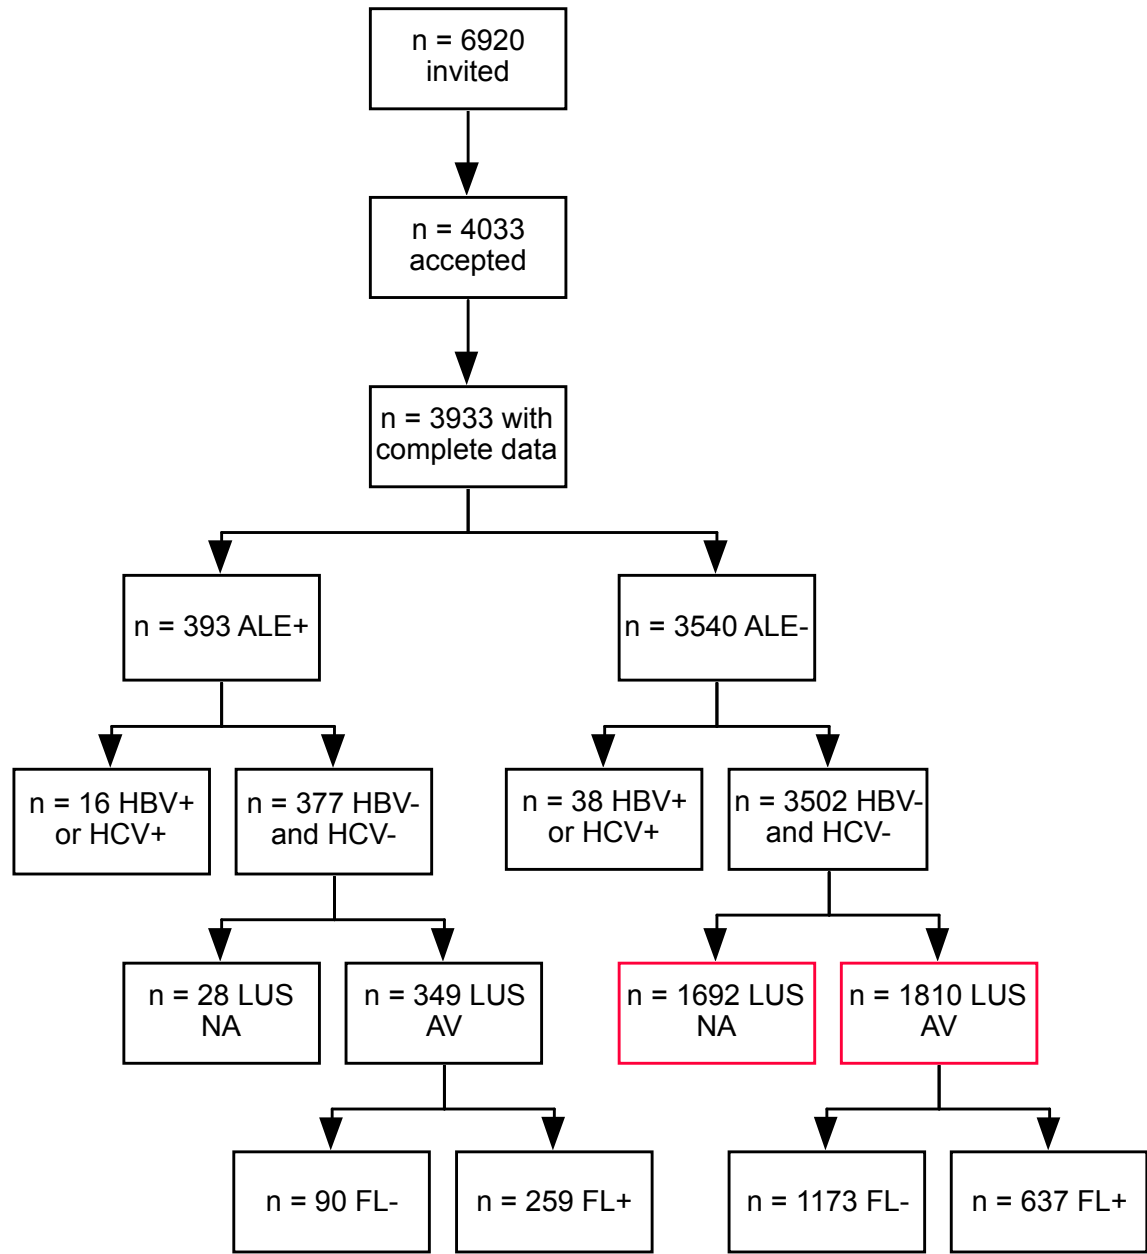 n = 6920
invited
n = 4033
accepted
n = 3933 with
complete data
n = 393 ALE+
n = 3540 ALE-
n = 16 HBV+
or HCV+
n = 377 HBV-
and HCV-
n = 38 HBV+
or HCV+
n = 3502 HBV-
and HCV-
n = 28 LUS
NA
n = 349 LUS
AV
n = 1692 LUS
NA
n = 1810 LUS
AV
n = 90 FL-
n = 259 FL+
n = 1173 FL-
n = 637 FL+